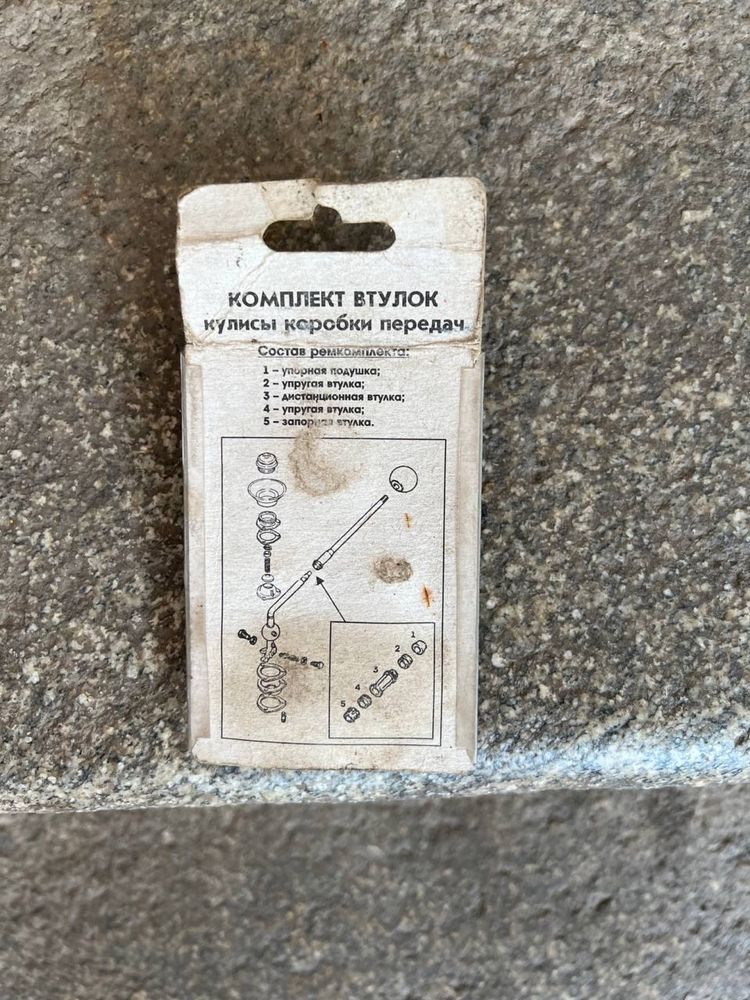 КОМПЛЕКТ ВТУЛОК
кулисы коробки передач
Состав ремкомплекта:
1 – упорная подушка;
2 – упругая втулка;
3 – дистанционная втулка;
4 – упругая втулка;
5 – запорная втулка.
1
2
3
4
5